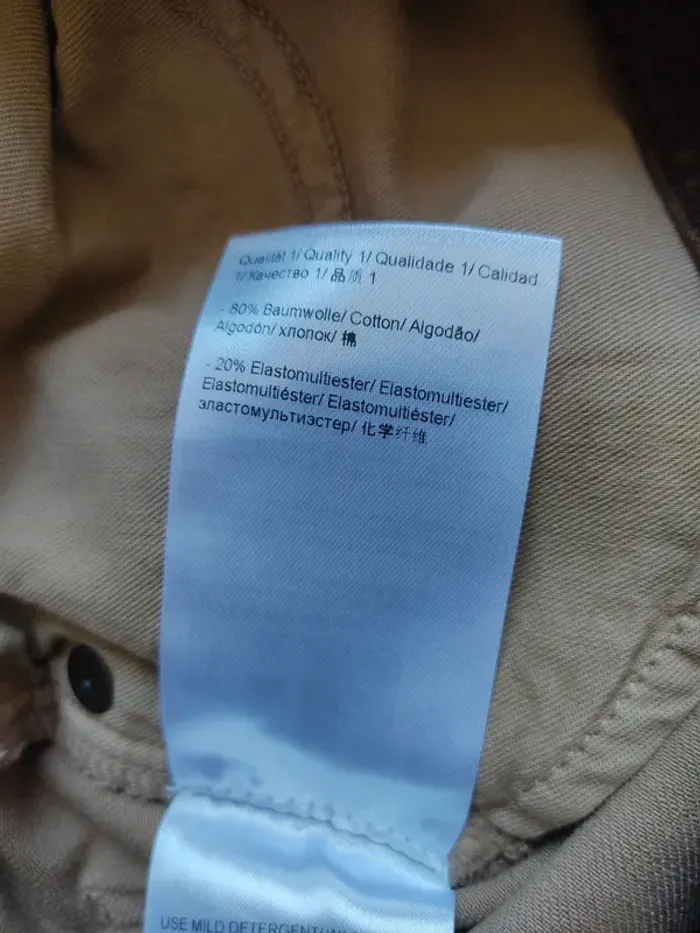 Qualität 1/ Quality 1/ Qualidade 1/ Calidad
1/ Качество 1/ 品质 1
- 80% Baumwolle/ Cotton/ Algodão/
Algodón/ хлопок/ 棉
- 20% Elastomultiester/ Elastomultiester/
Elastomultiéster/ Elastomultiéster/
эластомультиэстер/ 化学纤维
USE MILD DETERGENT/